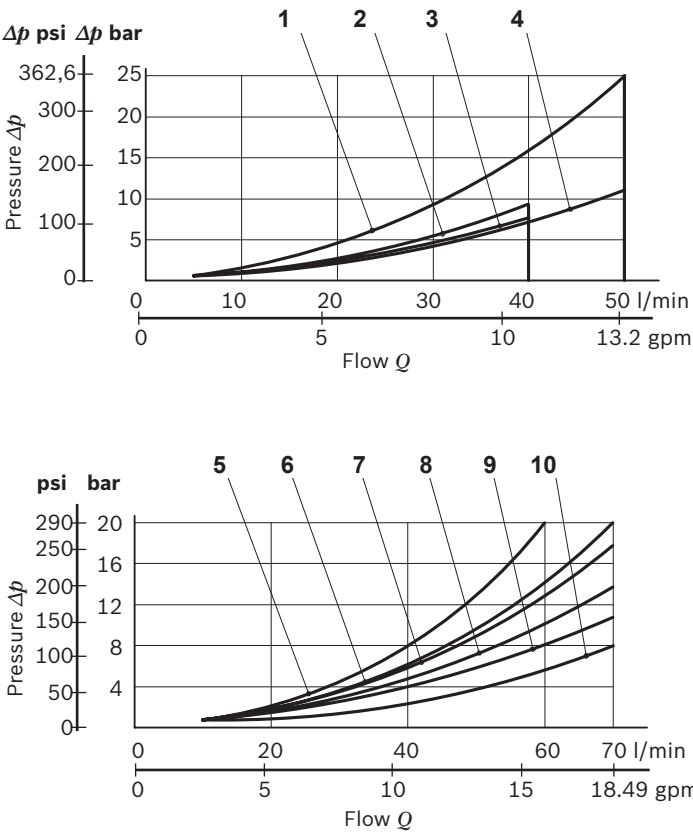 1 2 3 4
Δp psi Δp bar
362,6 25
300 20
200 15
100 10
5
0
Pressure Δp
0 10 20 30 40 50 l/min
0 5 10 13.2 gpm
Flow Q
5 6 7 8 9 10
psi bar
290 20
250 16
200 12
150 8
100 4
50
0
Pressure Δp
0 20 40 60 70 l/min
0 5 10 15 18.49 gpm
Flow Q